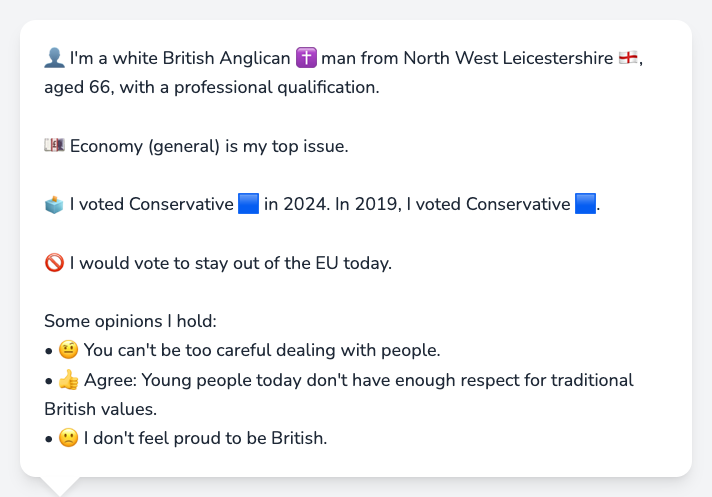 👤 I'm a white British Anglican ✝️ man from North West Leicestershire 🏴󠁧󠁢󠁥󠁮󠁧󠁿,
aged 66, with a professional qualification.
💷 Economy (general) is my top issue.
🗳️ I voted Conservative 🟦 in 2024. In 2019, I voted Conservative 🟦.
🚫 I would vote to stay out of the EU today.
Some opinions I hold:
• 🤨 You can't be too careful dealing with people.
• 👍 Agree: Young people today don't have enough respect for traditional
British values.
• 🙁 I don't feel proud to be British.